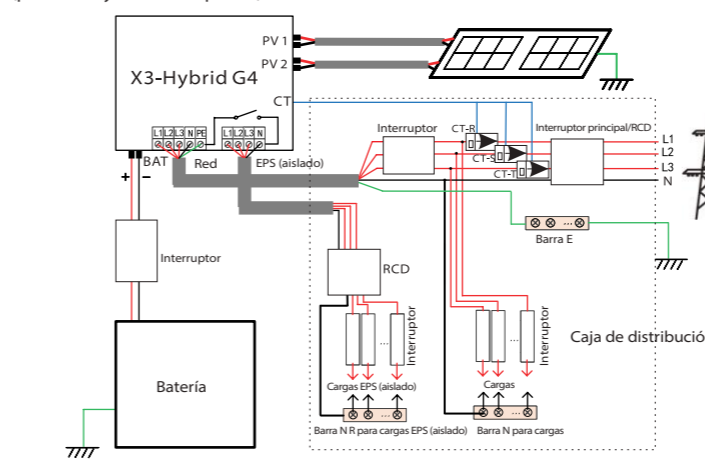 PV 1
PV 2
X3-Hybrid G4
CT
L1 L2 L3 N PE
L1 L2 L3 N
BAT
Red
EPS (aislado)
+
−
Interruptor
CT-R
CT-S
CT-T
Interruptor principal/RCD
L1
L2
L3
N
Barra E
Interruptor
RCD
Interruptor
Interruptor
Caja de distribució
Batería
Cargas EPS (aislado)
Cargas
Barra N R para cargas EPS (aislado)
Barra N para cargas